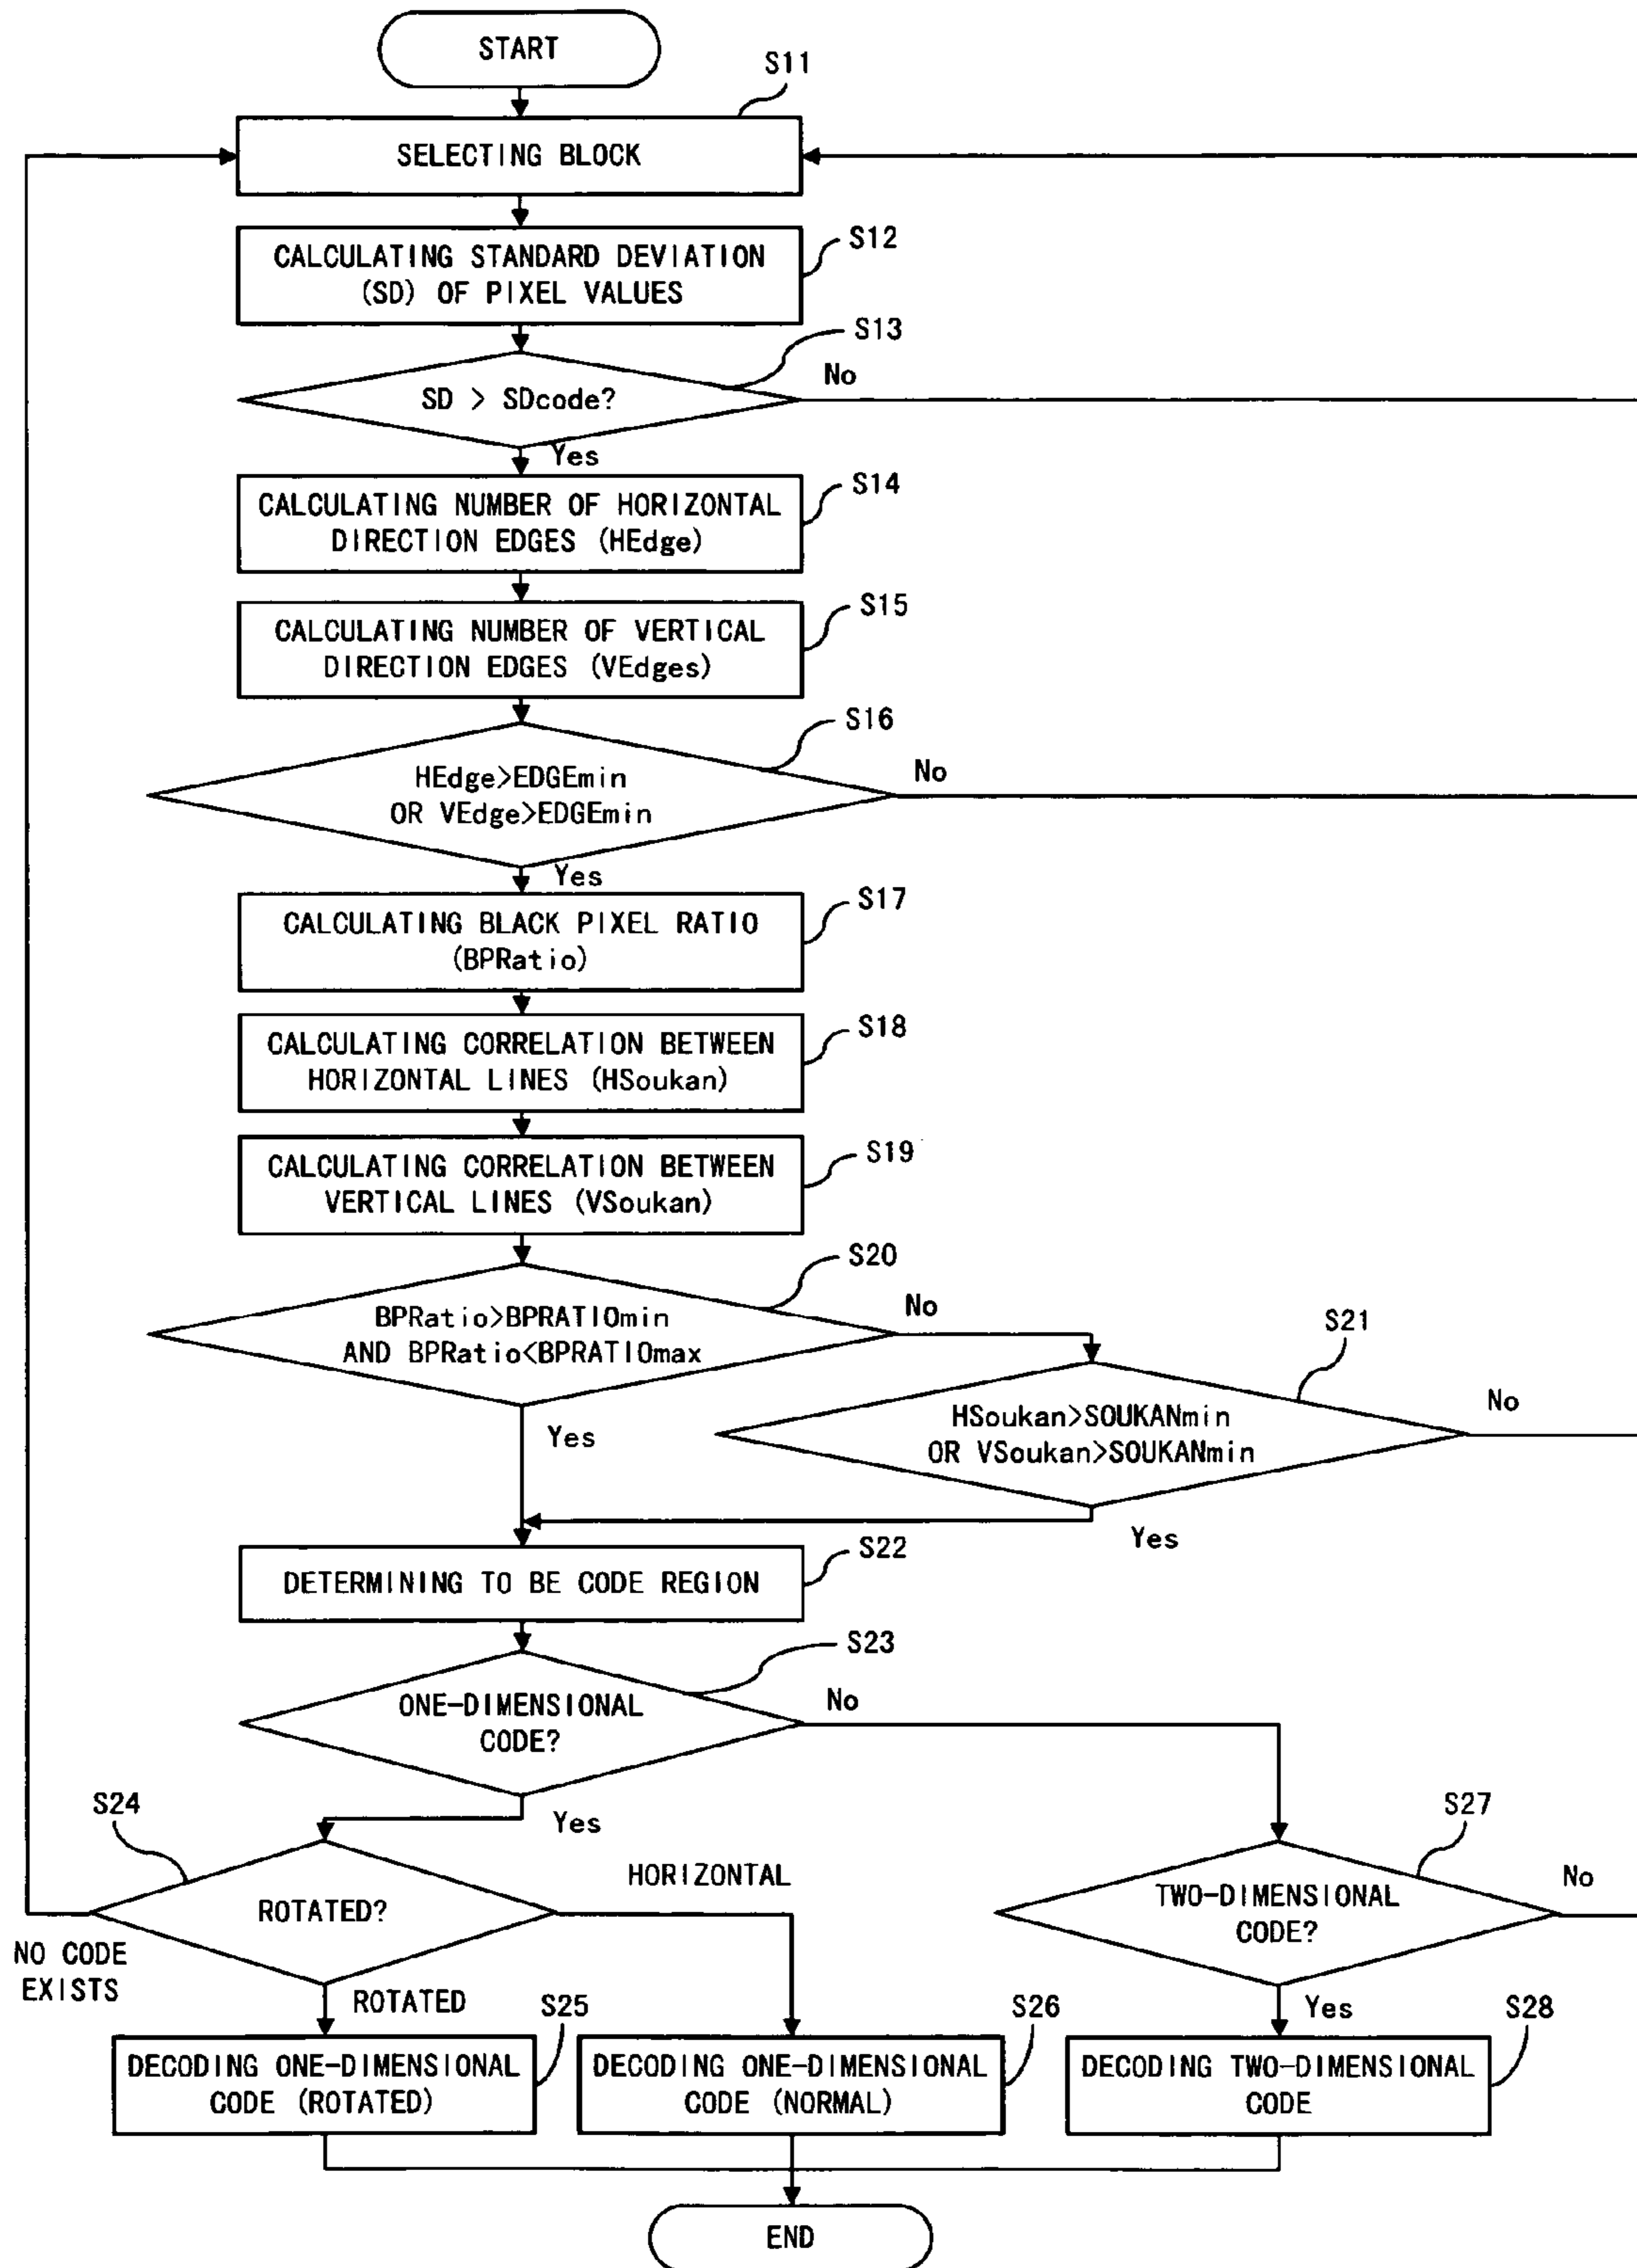 START
S11
SELECTING BLOCK
S12
CALCULATING STANDARD DEVIATION
(SD) OF PIXEL VALUES
S13
SD > SDcode?
No
Yes
S14
CALCULATING NUMBER OF HORIZONTAL
DIRECTION EDGES (HEdge)
S15
CALCULATING NUMBER OF VERTICAL
DIRECTION EDGES (VEdges)
S16
HEdge>EDGEmin
OR VEdge>EDGEmin
No
Yes
S17
CALCULATING BLACK PIXEL RATIO
(BPRatio)
S18
CALCULATING CORRELATION BETWEEN
HORIZONTAL LINES (HSoukan)
S19
CALCULATING CORRELATION BETWEEN
VERTICAL LINES (VSoukan)
S20
BPRatio>BPRATIOmin
AND BPRatio<BPRATIOmax
No
Yes
S21
HSoukan>SOUKANmin
OR VSoukan>SOUKANmin
No
Yes
S22
DETERMINING TO BE CODE REGION
S23
ONE-DIMENSIONAL
CODE?
No
Yes
S24
ROTATED?
HORIZONTAL
NO CODE
EXISTS
ROTATED
S27
TWO-DIMENSIONAL
CODE?
No
Yes
S25
DECODING ONE-DIMENSIONAL
CODE (ROTATED)
S26
DECODING ONE-DIMENSIONAL
CODE (NORMAL)
S28
DECODING TWO-DIMENSIONAL
CODE
END